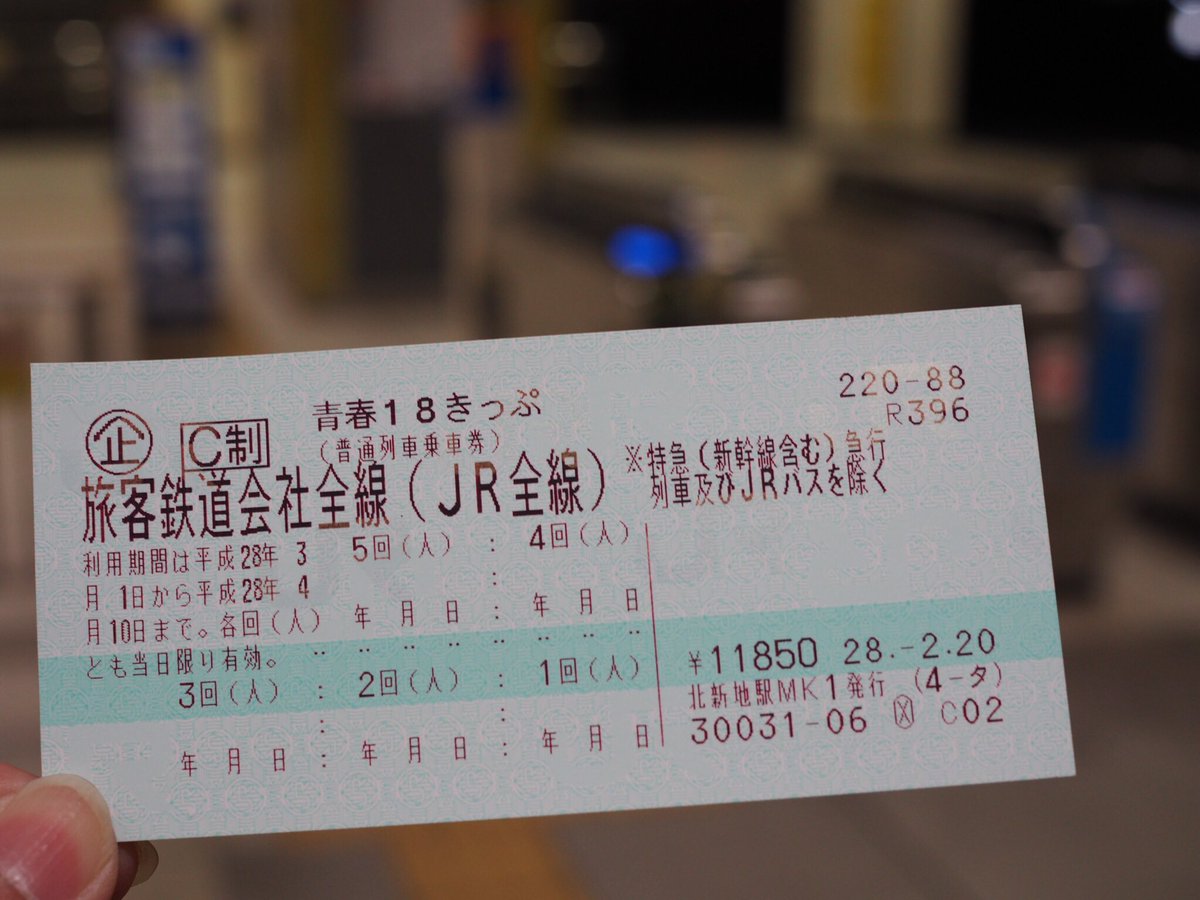 220-88
R396
企 C制 青春18きっぷ
(普通列車乗車券)
旅客鉄道会社全線(JR全線)
※特急(新幹線含む)急行
列車及びJRバスを除く
利用期間は平成28年 3
月 1日から平成28年 4
月10日まで。各回(人)
とも当日限り有効。
5回(人) : 4回(人)
年 月 日 : 年 月 日
3回(人) : 2回(人) : 1回(人)
年 月 日 : 年 月 日 : 年 月 日
¥11850 28.-2.20
北新地駅MK1発行 (4-タ)
30031-06 X C02